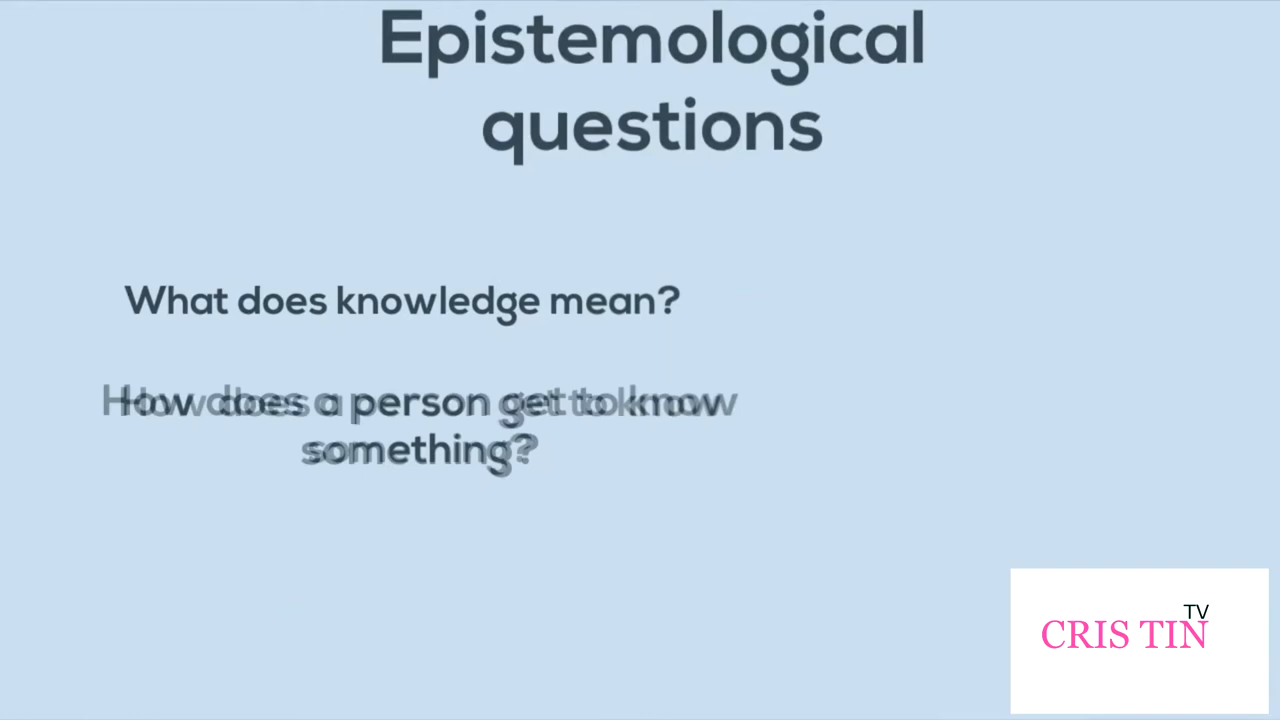 Epistemological
questions
What does knowledge mean?
How does a person get to know
something?
TV
CRIS TIN